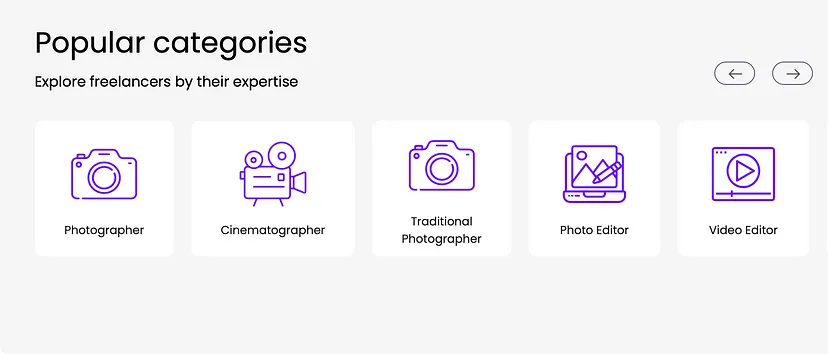 Popular categories
Explore freelancers by their expertise
Photographer
Cinematographer
Traditional
Photographer
Photo Editor
Video Editor